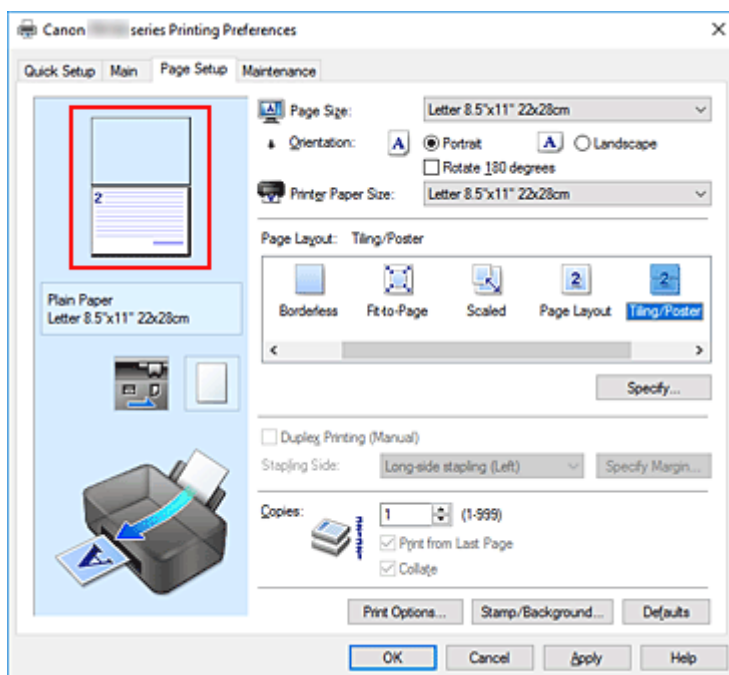 Canon series Printing Preferences
Quick Setup Main Page Setup Maintenance
2
Plain Paper
Letter 8.5"x11" 22x28cm
Page Size: Letter 8.5"x11" 22x28cm
Orientation: A Portrait A Landscape
Rotate 180 degrees
Printer Paper Size: Letter 8.5"x11" 22x28cm
Page Layout: Tiling/Poster
2 2
Borderless Fit-to-Page Scaled Page Layout Tiling/Poster
Specify...
Duplex Printing (Manual)
Stapling Side: Long-side stapling (Left) Specify Margin...
Copies: 1 (1-999)
Print from Last Page
Collate
Print Options... Stamp/Background... Defaults
OK Cancel Apply Help